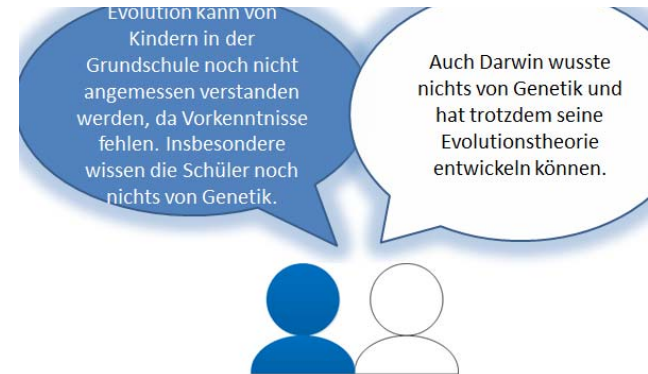 Evolution kann von
Kindern in der
Grundschule noch nicht
angemessen verstanden
werden, da Vorkenntnisse
fehlen. Insbesondere
wissen die Schüler noch
nichts von Genetik.
Auch Darwin wusste
nichts von Genetik und
hat trotzdem seine
Evolutionstheorie
entwickeln können.